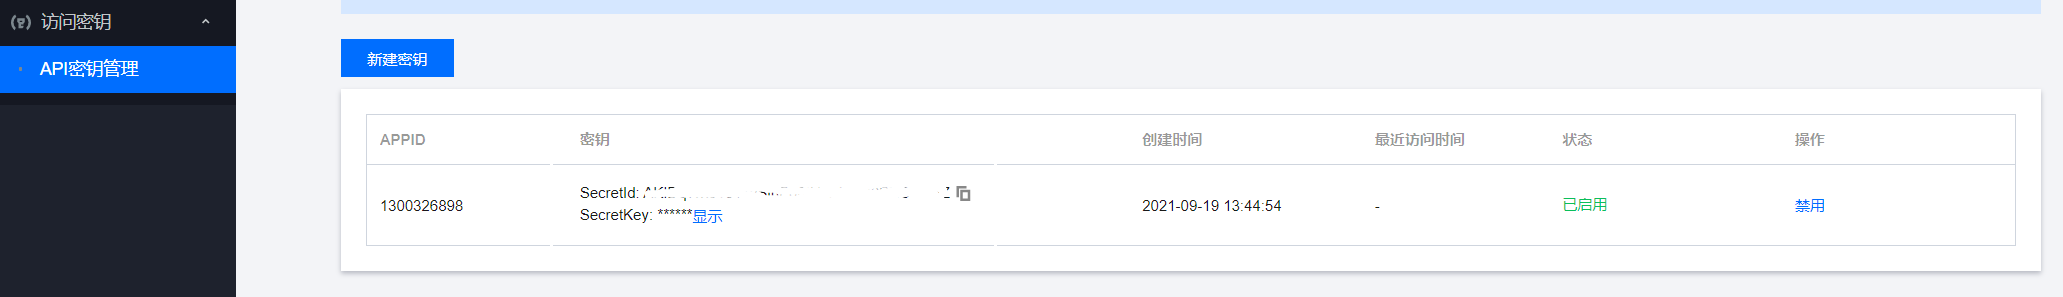 访问密钥
API密钥管理
新建密钥
APPID 密钥 创建时间 最近访问时间 状态 操作
SecretId:
1300326898 2021-09-19 13:44:54 - 已启用 禁用
SecretKey: ******显示